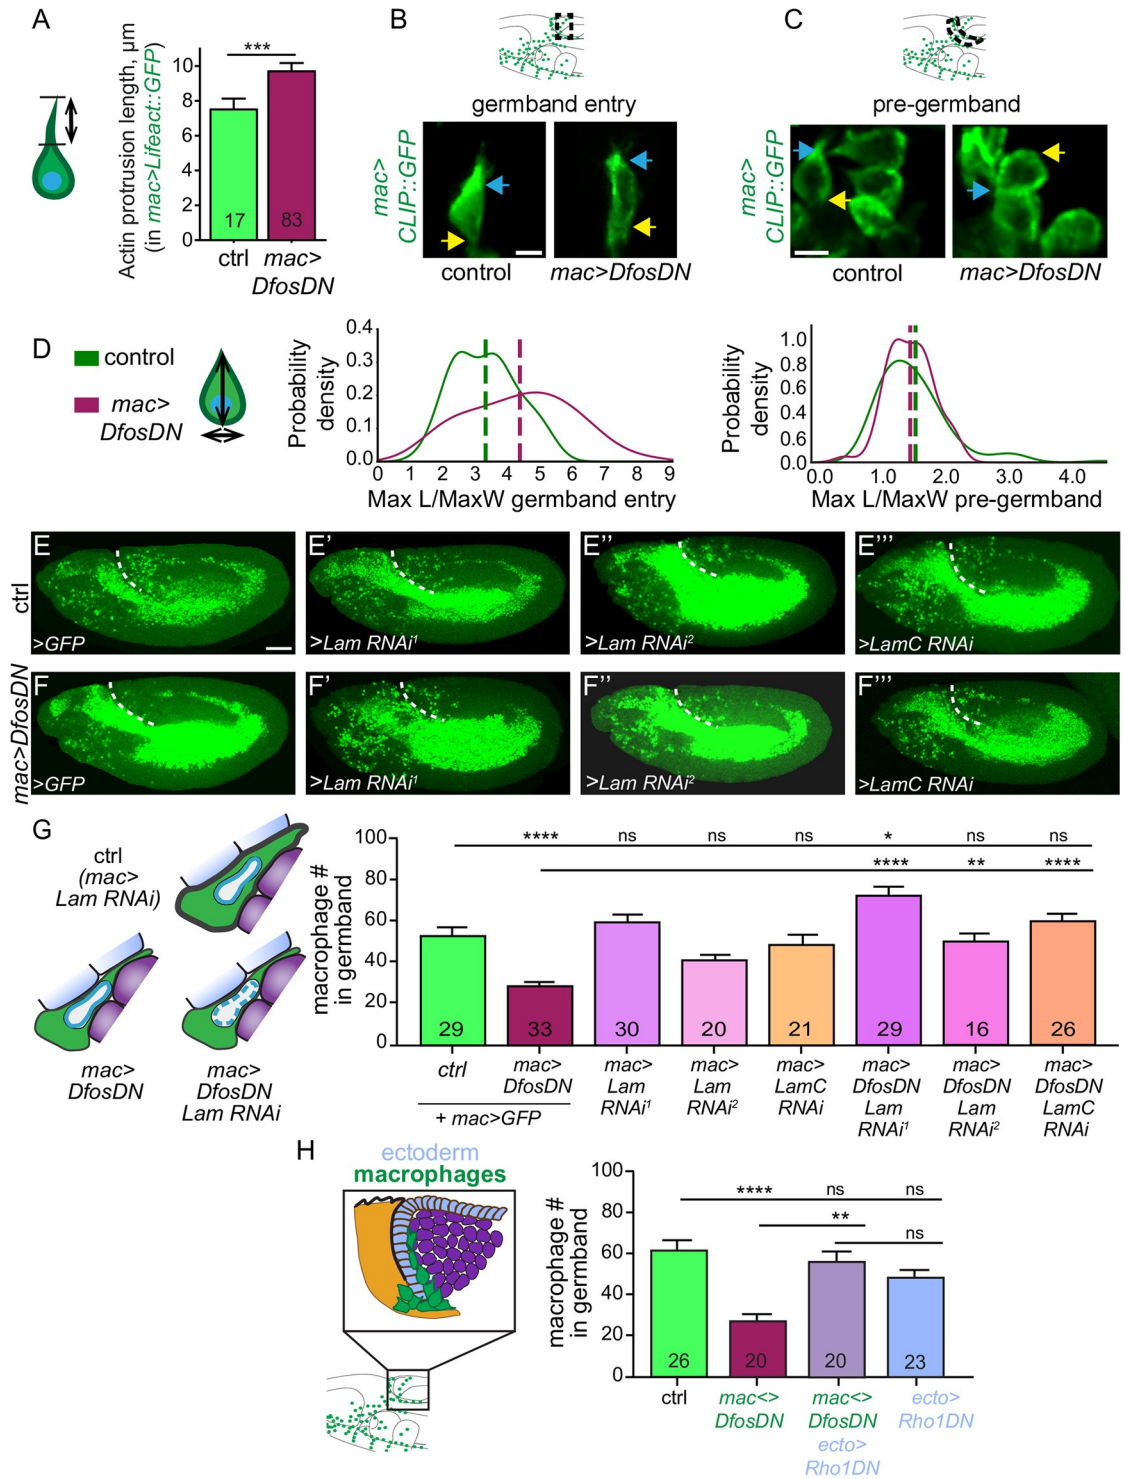 A
Actin protrusion length, µm
(in mac>Lifeact::GFP)
***
10
8
6
4
2
0
17
83
ctrl
mac>
DfosDN
B
germband entry
mac>
CLIP::GFP
control
mac>DfosDN
C
pre-germband
mac>
CLIP::GFP
control
mac>DfosDN
D
control
mac>
DfosDN
Probability
density
0.4
0.3
0.2
0.1
0.0
0 1 2 3 4 5 6 7 8 9
Max L/MaxW germband entry
Probability
density
1.0
0.8
0.6
0.4
0.6
0.0
0.0 1.0 2.0 3.0 4.0
Max L/MaxW pre-germband
ctrl
E
>GFP
E'
>Lam RNAi¹
E''
>Lam RNAi²
E'''
>LamC RNAi
mac>DfosDN
F
>GFP
F'
>Lam RNAi¹
F''
>Lam RNAi²
F'''
>LamC RNAi
G
ctrl
(mac>
Lam RNAi)
mac>
DfosDN
mac>
DfosDN
Lam RNAi
macrophage #
in germband
100
80
60
40
20
0
**** ns ns ns * ns ns
**** ** ****
29 33 30 20 21 29 16 26
ctrl
mac>
DfosDN
+ mac>GFP
mac>
Lam
RNAi¹
mac>
Lam
RNAi²
mac>
LamC
RNAi
mac>
DfosDN
Lam
RNAi¹
mac>
DfosDN
Lam
RNAi²
mac>
DfosDN
LamC
RNAi
H
ectoderm
macrophages
macrophage #
in germband
100
80
60
40
20
0
**** ns ns
**
ns
26 20 20 23
ctrl
mac<>
DfosDN
mac<>
DfosDN
ecto>
Rho1DN
ecto>
Rho1DN